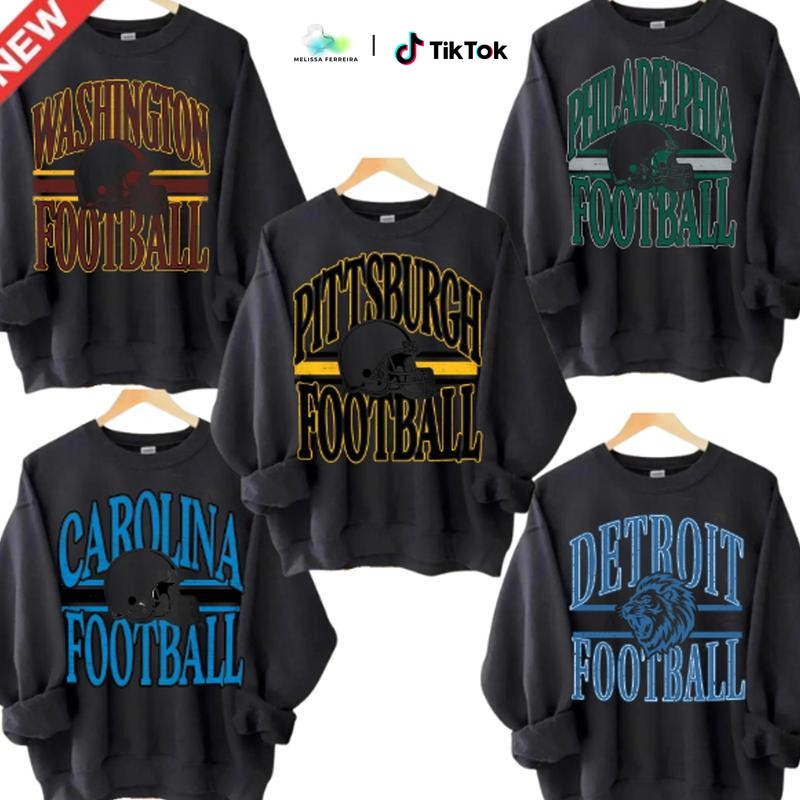 NEW
MELISSA FERREIRA
TikTok
WASHINGTON
FOOTBALL
PHILADELPHIA
FOOTBALL
PITTSBURGH
FOOTBALL
CAROLINA
FOOTBALL
DETROIT
FOOTBALL